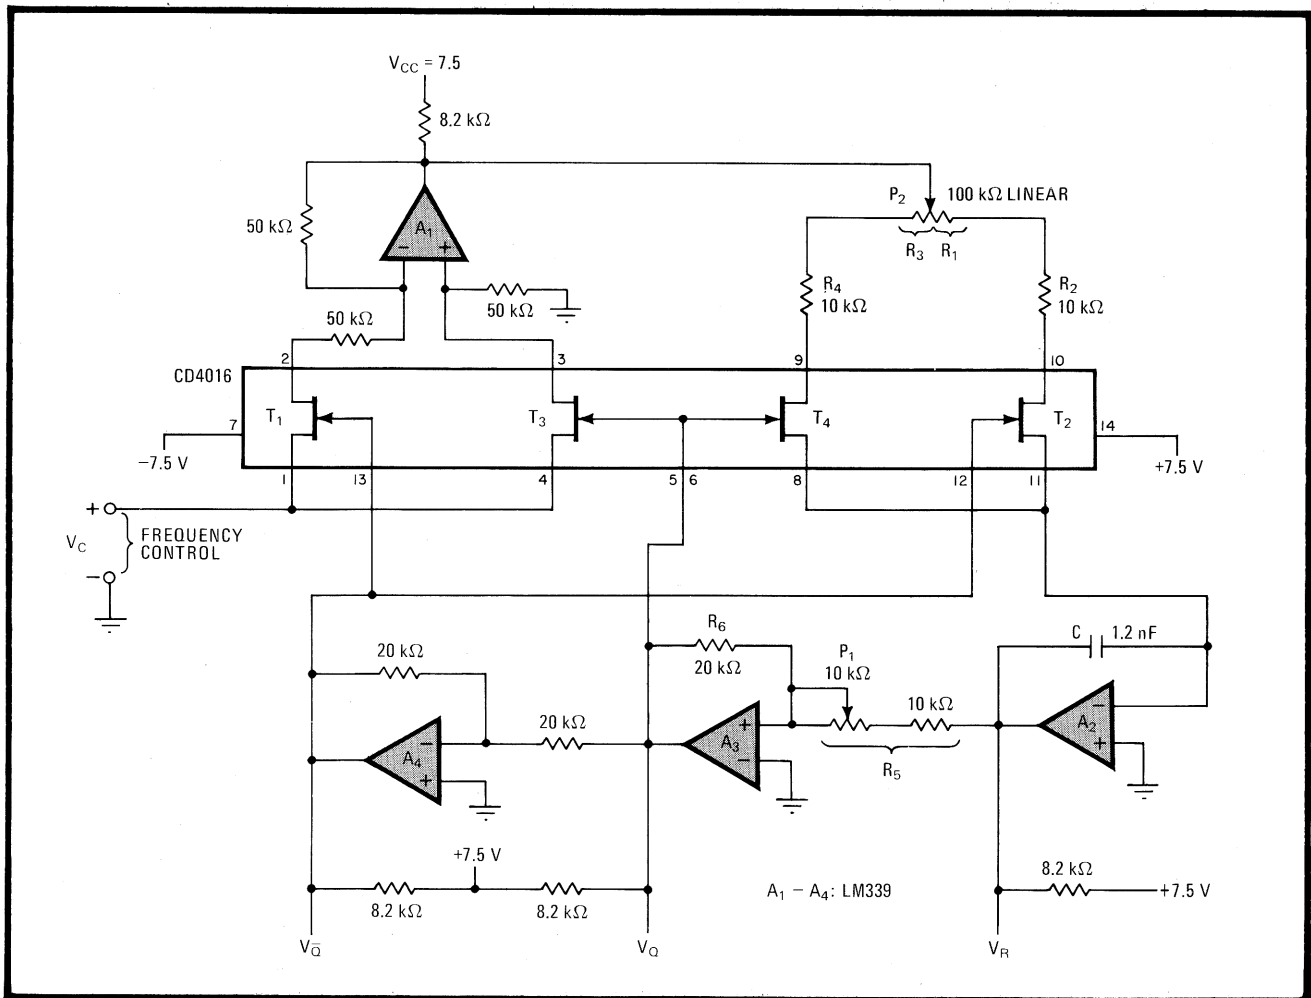 V_CC = 7.5
8.2 kΩ
P₂
100 kΩ LINEAR
50 kΩ
A₁
−
+
R₃
R₁
50 kΩ
R₄
10 kΩ
R₂
10 kΩ
50 kΩ
2
3
9
10
CD4016
7
T₁
T₃
T₄
T₂
14
−7.5 V
+7.5 V
1
13
4
5
6
8
12
11
+
V_C
FREQUENCY
CONTROL
−
R₆
20 kΩ
P₁
10 kΩ
C
1.2 nF
20 kΩ
20 kΩ
10 kΩ
A₄
−
+
A₃
+
−
R₅
A₂
−
+
+7.5 V
8.2 kΩ
8.2 kΩ
A₁ – A₄: LM339
8.2 kΩ
+7.5 V
V_Q̅
V_Q
V_R